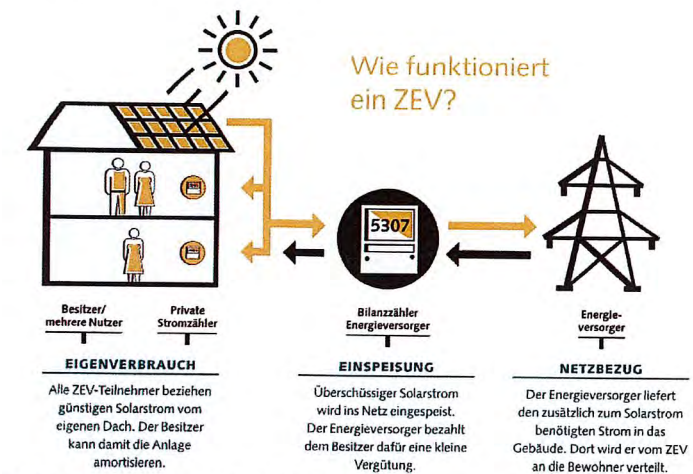 Wie funktioniert
ein ZEV?
5307
Besitzer/
mehrere Nutzer
Private
Stromzähler
Bilanzzähler
Energieversorger
Energie-
versorger
EIGENVERBRAUCH
Alle ZEV-Teilnehmer beziehen
günstigen Solarstrom vom
eigenen Dach. Der Besitzer
kann damit die Anlage
amortisieren.
EINSPEISUNG
Überschüssiger Solarstrom
wird ins Netz eingespeist.
Der Energieversorger bezahlt
dem Besitzer dafür eine kleine
Vergütung.
NETZBEZUG
Der Energieversorger liefert
den zusätzlich zum Solarstrom
benötigten Strom in das
Gebäude. Dort wird er vom ZEV
an die Bewohner verteilt.